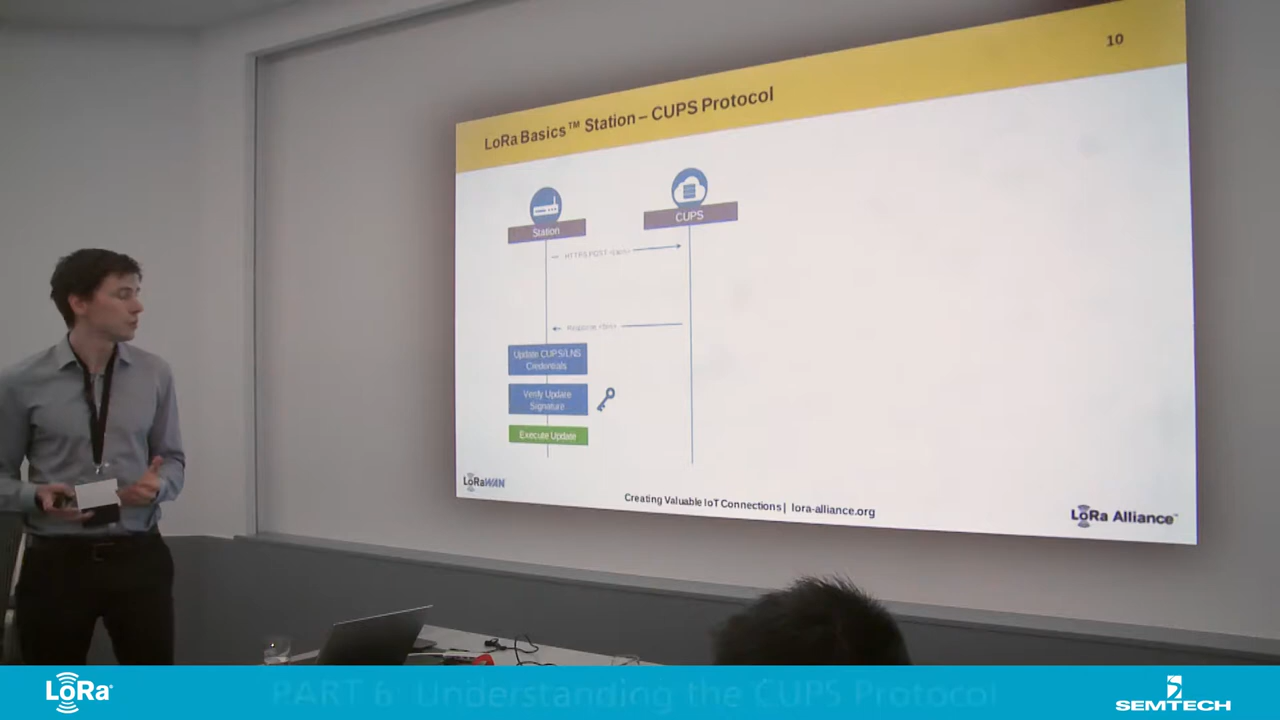 10
LoRa Basics™ Station – CUPS Protocol
Station
CUPS
HTTPS POST
Response
Update CUPS/LNS
Credentials
Verify Update
Signature
Execute Update
LoRaWAN
Creating Valuable IoT Connections | lora-alliance.org
LoRa Alliance™
LoRa®
PART 6: Understanding the CUPS Protocol
SEMTECH